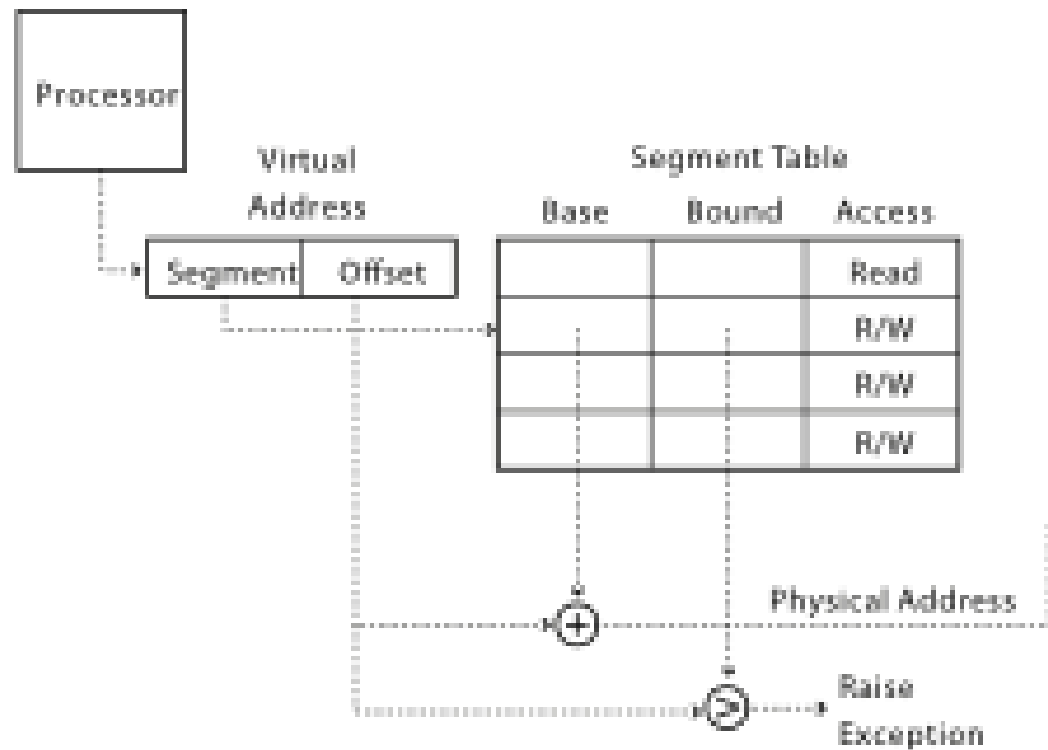 Processor
Virtual
Address
Segment Table
Base Bound Access
Segment Offset
Read
R/W
R/W
R/W
+
Physical Address
>
Raise
Exception